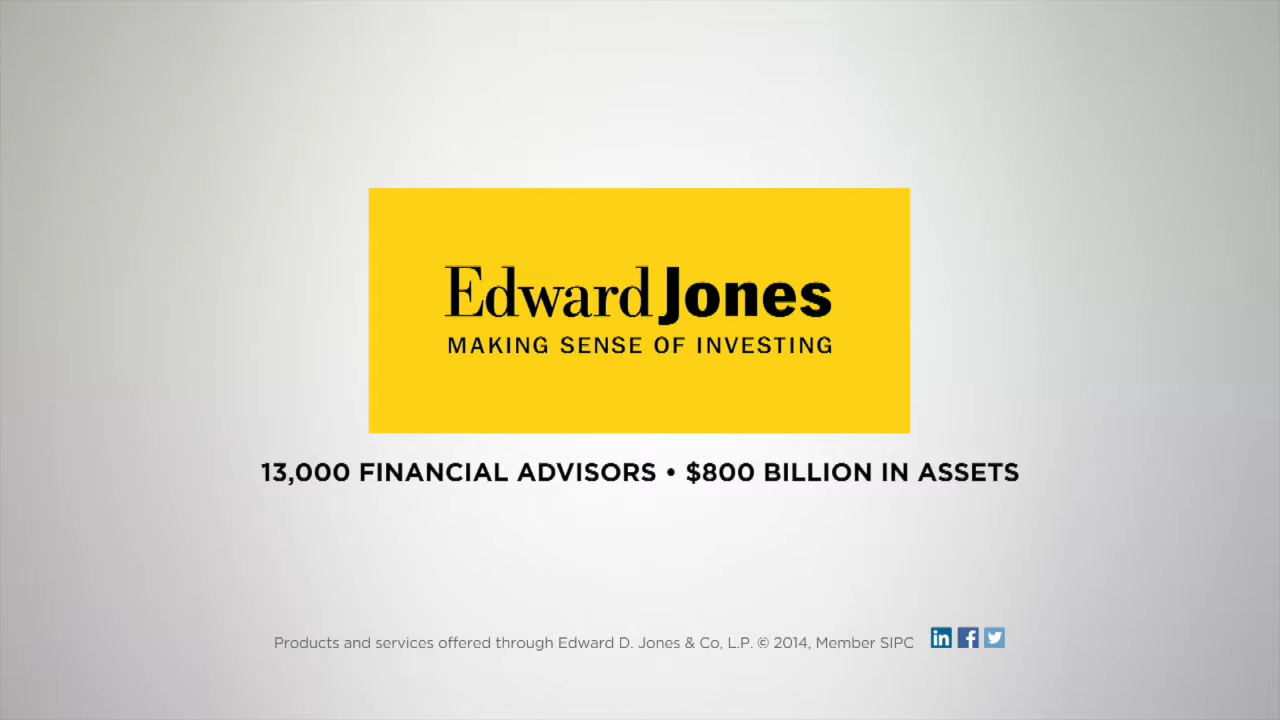 Edward Jones
MAKING SENSE OF INVESTING
13,000 FINANCIAL ADVISORS • $800 BILLION IN ASSETS
Products and services offered through Edward D. Jones & Co, L.P. © 2014, Member SIPC in f